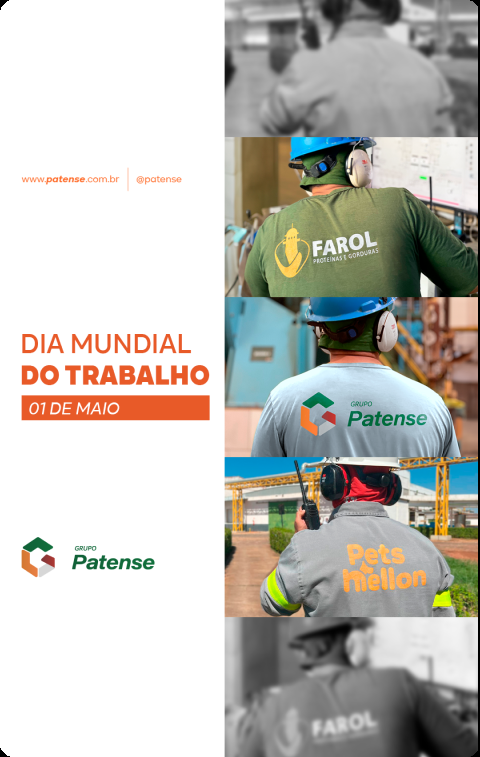 www.patense.com.br
@patense
DIA MUNDIAL
DO TRABALHO
01 DE MAIO
GRUPO
Patense
FAROL
PROTEÍNAS E GORDURAS
GRUPO
Patense
Pets
Mellon
FAROL